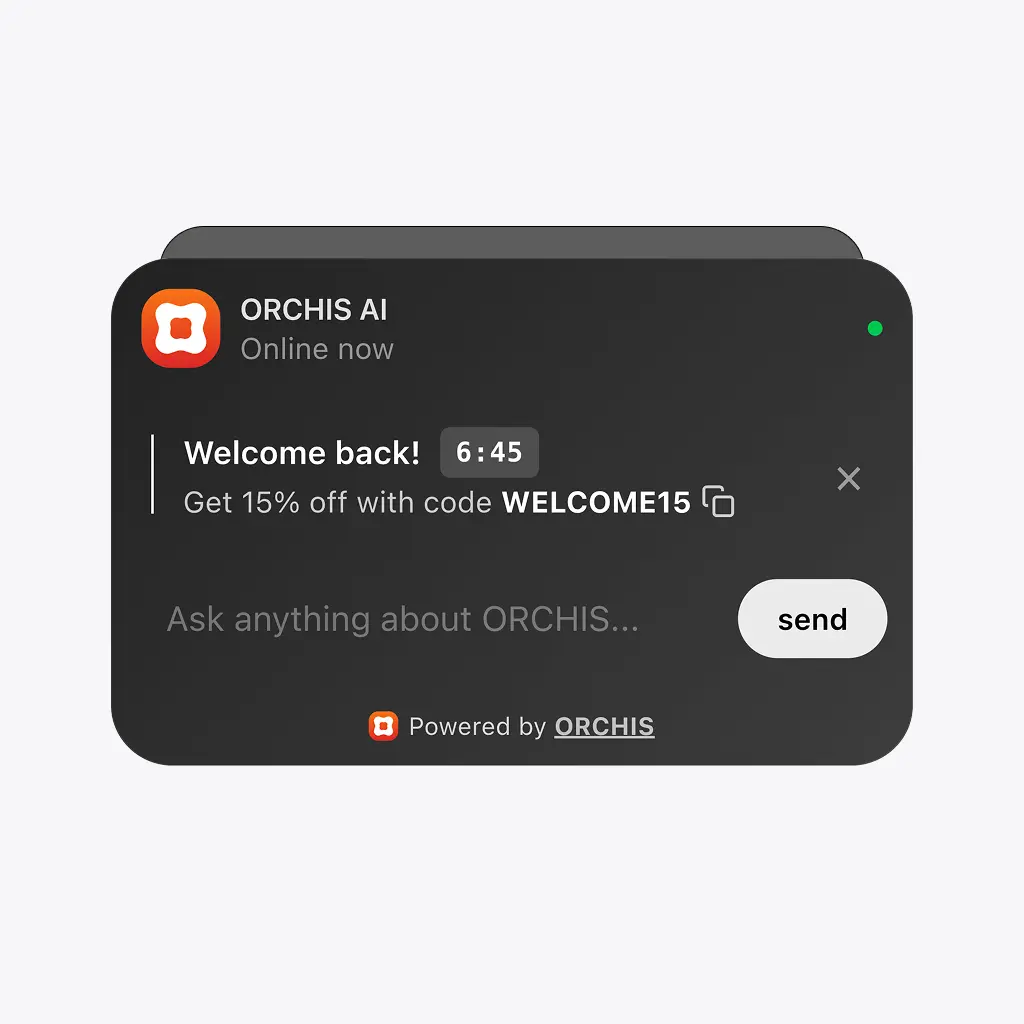 ORCHIS AI
Online now
Welcome back! 6:45
Get 15% off with code WELCOME15
Ask anything about ORCHIS...
send
Powered by ORCHIS